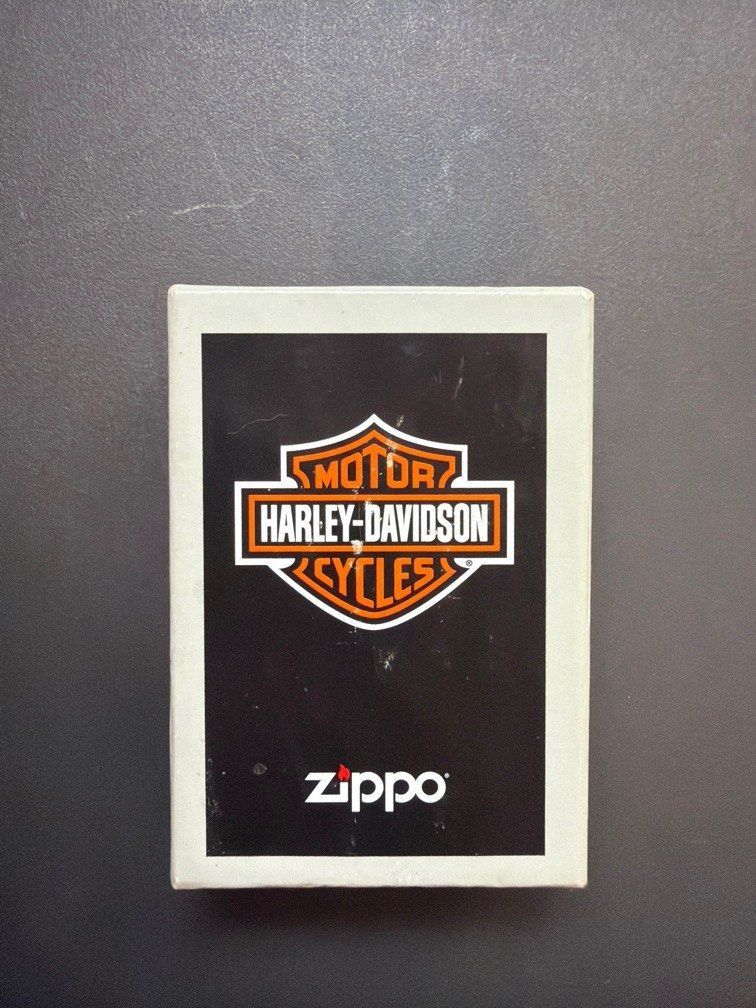 MOTOR
HARLEY-DAVIDSON
CYCLES
®
zippo®